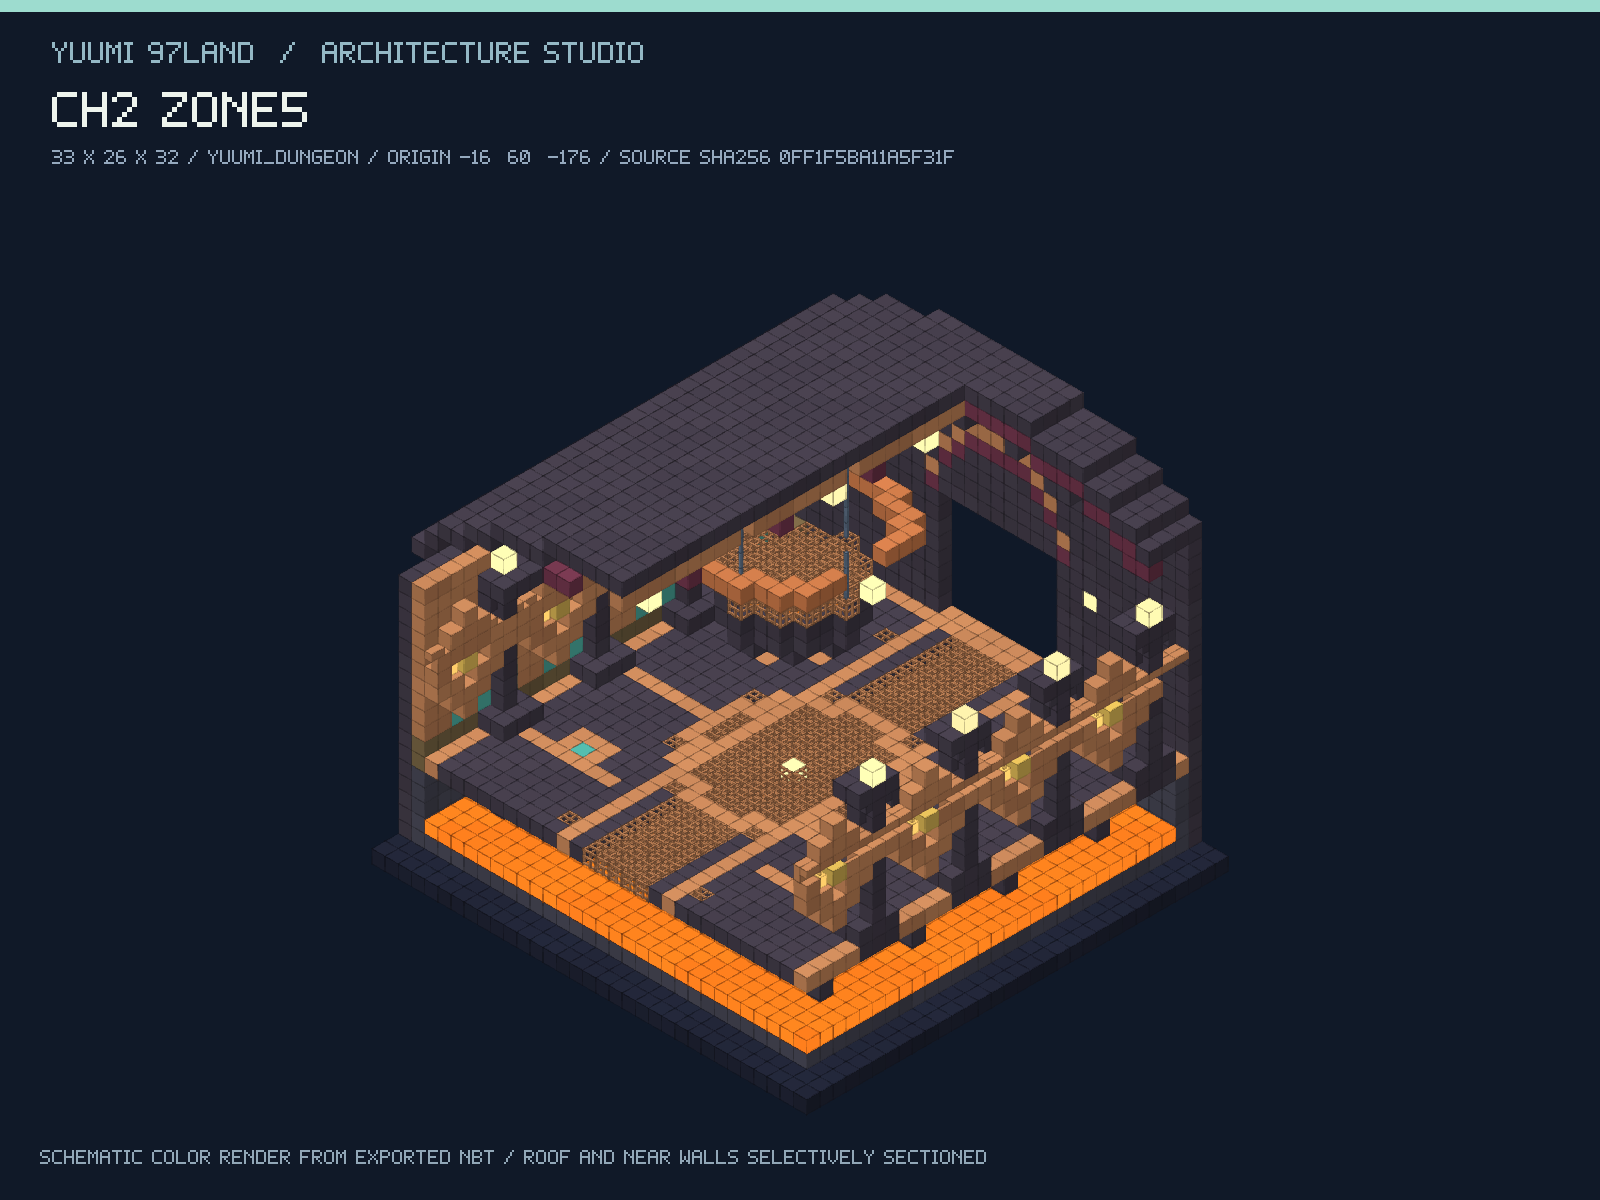 YUUMI 97LAND / ARCHITECTURE STUDIO
CH2 ZONE5
33 X 26 X 32 / YUUMI_DUNGEON / ORIGIN -16 60 -176 / SOURCE SHA256 0FF1F5BA11A5F31F
SCHEMATIC COLOR RENDER FROM EXPORTED NBT / ROOF AND NEAR WALLS SELECTIVELY SECTIONED